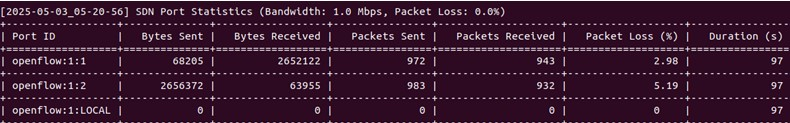 [2025-05-03_05-20-56] SDN Port Statistics (Bandwidth: 1.0 Mbps, Packet Loss: 0.0%)
| Port ID | Bytes Sent | Bytes Received | Packets Sent | Packets Received | Packet Loss (%) | Duration (s)
| openflow:1:1 | 68205 | 2652122 | 972 | 943 | 2.98 | 97
| openflow:1:2 | 2656372 | 63955 | 983 | 932 | 5.19 | 97
| openflow:1:LOCAL | 0 | 0 | 0 | 0 | 0 | 97